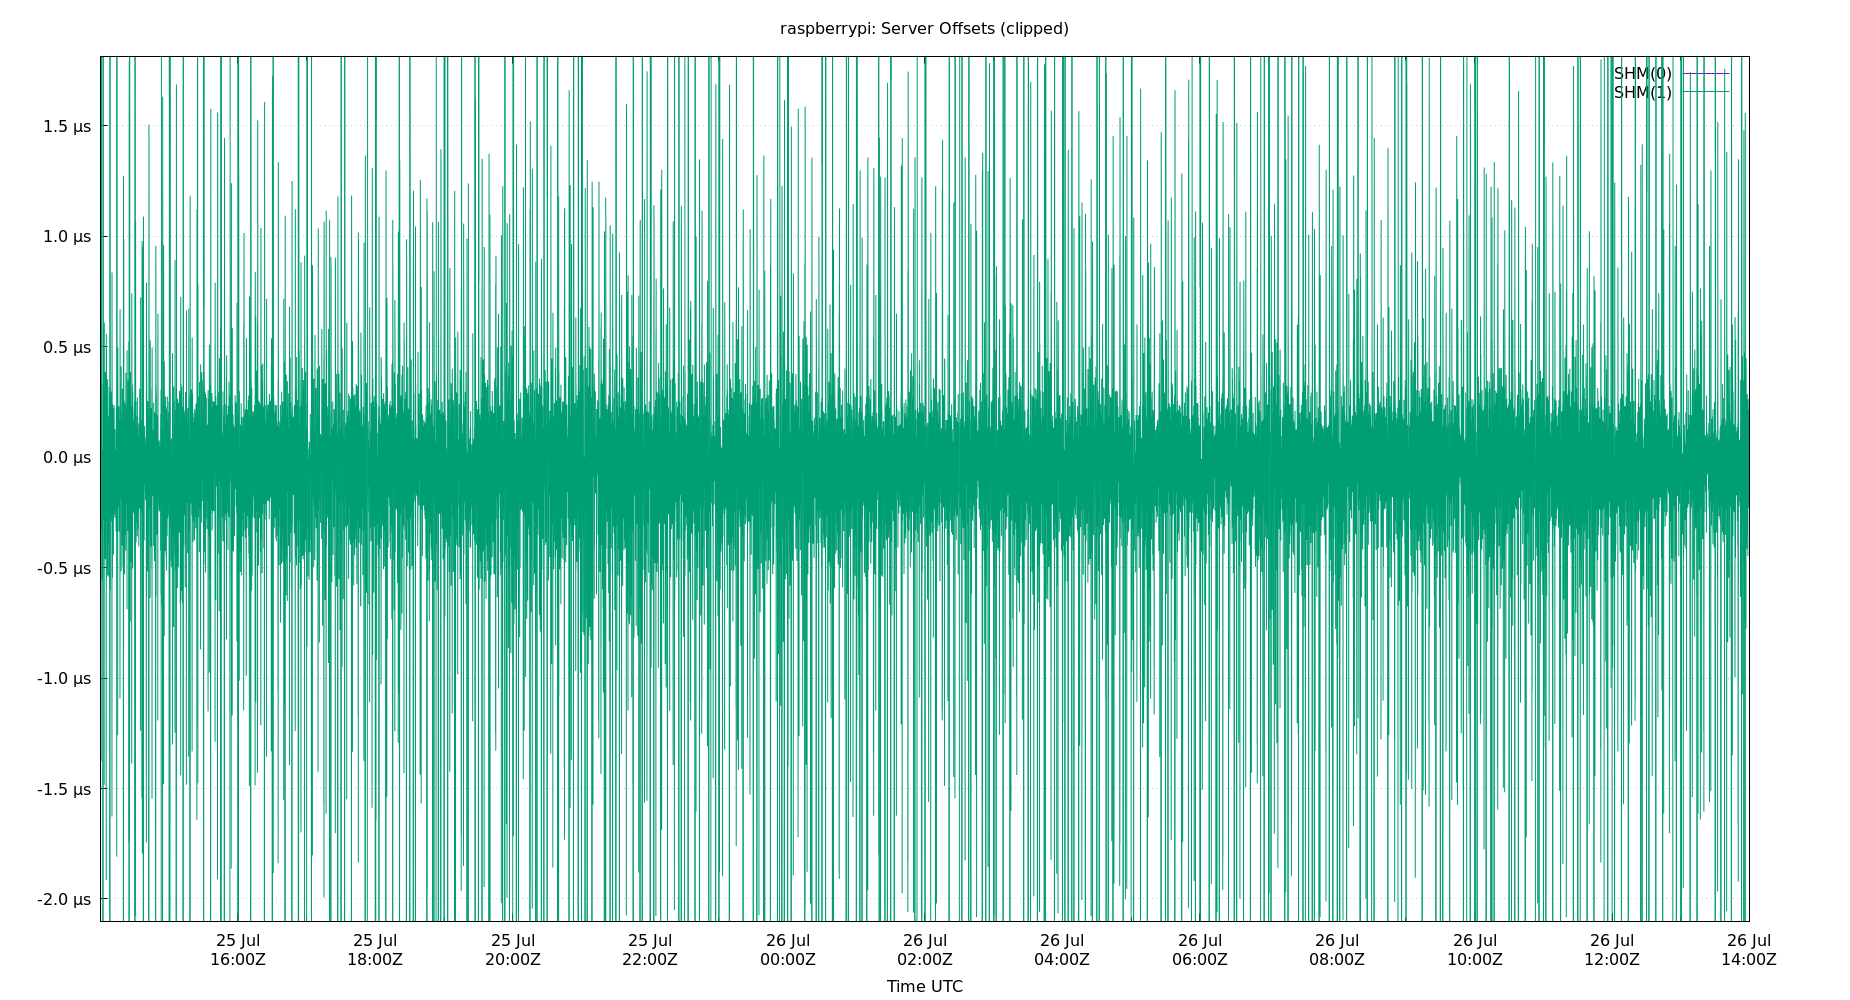 raspberrypi: Server Offsets (clipped)
SHM(0)
SHM(1)
1.5 µs
1.0 µs
0.5 µs
0.0 µs
-0.5 µs
-1.0 µs
-1.5 µs
-2.0 µs
25 Jul 25 Jul 25 Jul 25 Jul 26 Jul 26 Jul 26 Jul 26 Jul 26 Jul 26 Jul 26 Jul 26 Jul
16:00Z 18:00Z 20:00Z 22:00Z 00:00Z 02:00Z 04:00Z 06:00Z 08:00Z 10:00Z 12:00Z 14:00Z
Time UTC